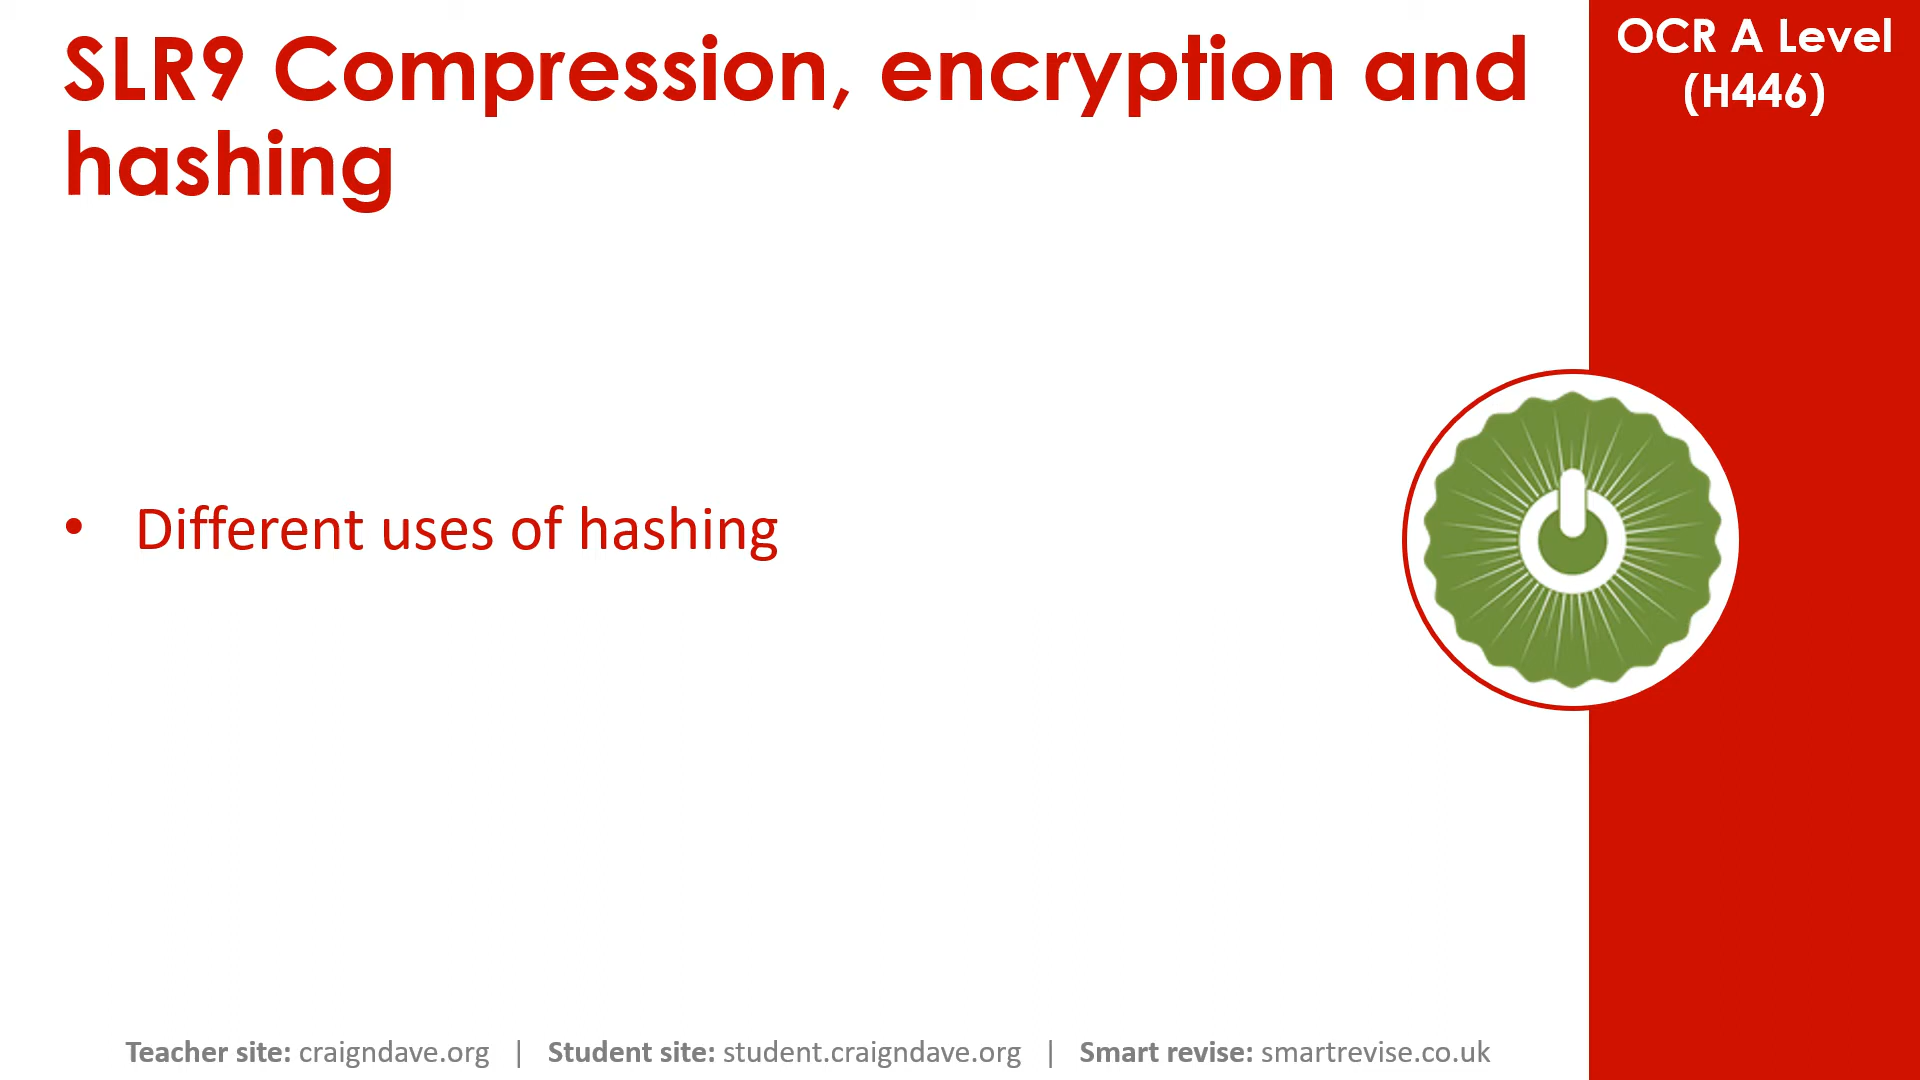 SLR9 Compression, encryption and
hashing
OCR A Level
(H446)
• Different uses of hashing
Teacher site: craigndave.org | Student site: student.craigndave.org | Smart revise: smartrevise.co.uk